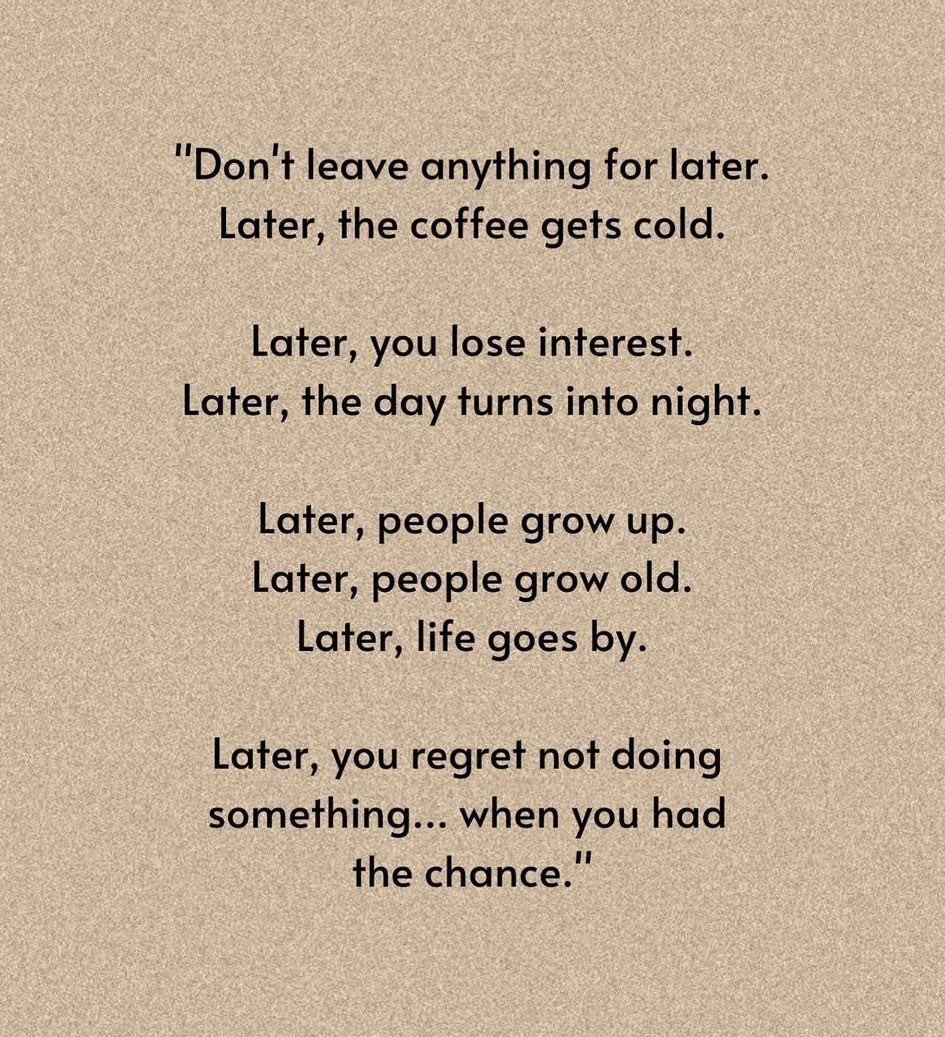 "Don't leave anything for later.
Later, the coffee gets cold.
Later, you lose interest.
Later, the day turns into night.
Later, people grow up.
Later, people grow old.
Later, life goes by.
Later, you regret not doing
something... when you had
the chance."